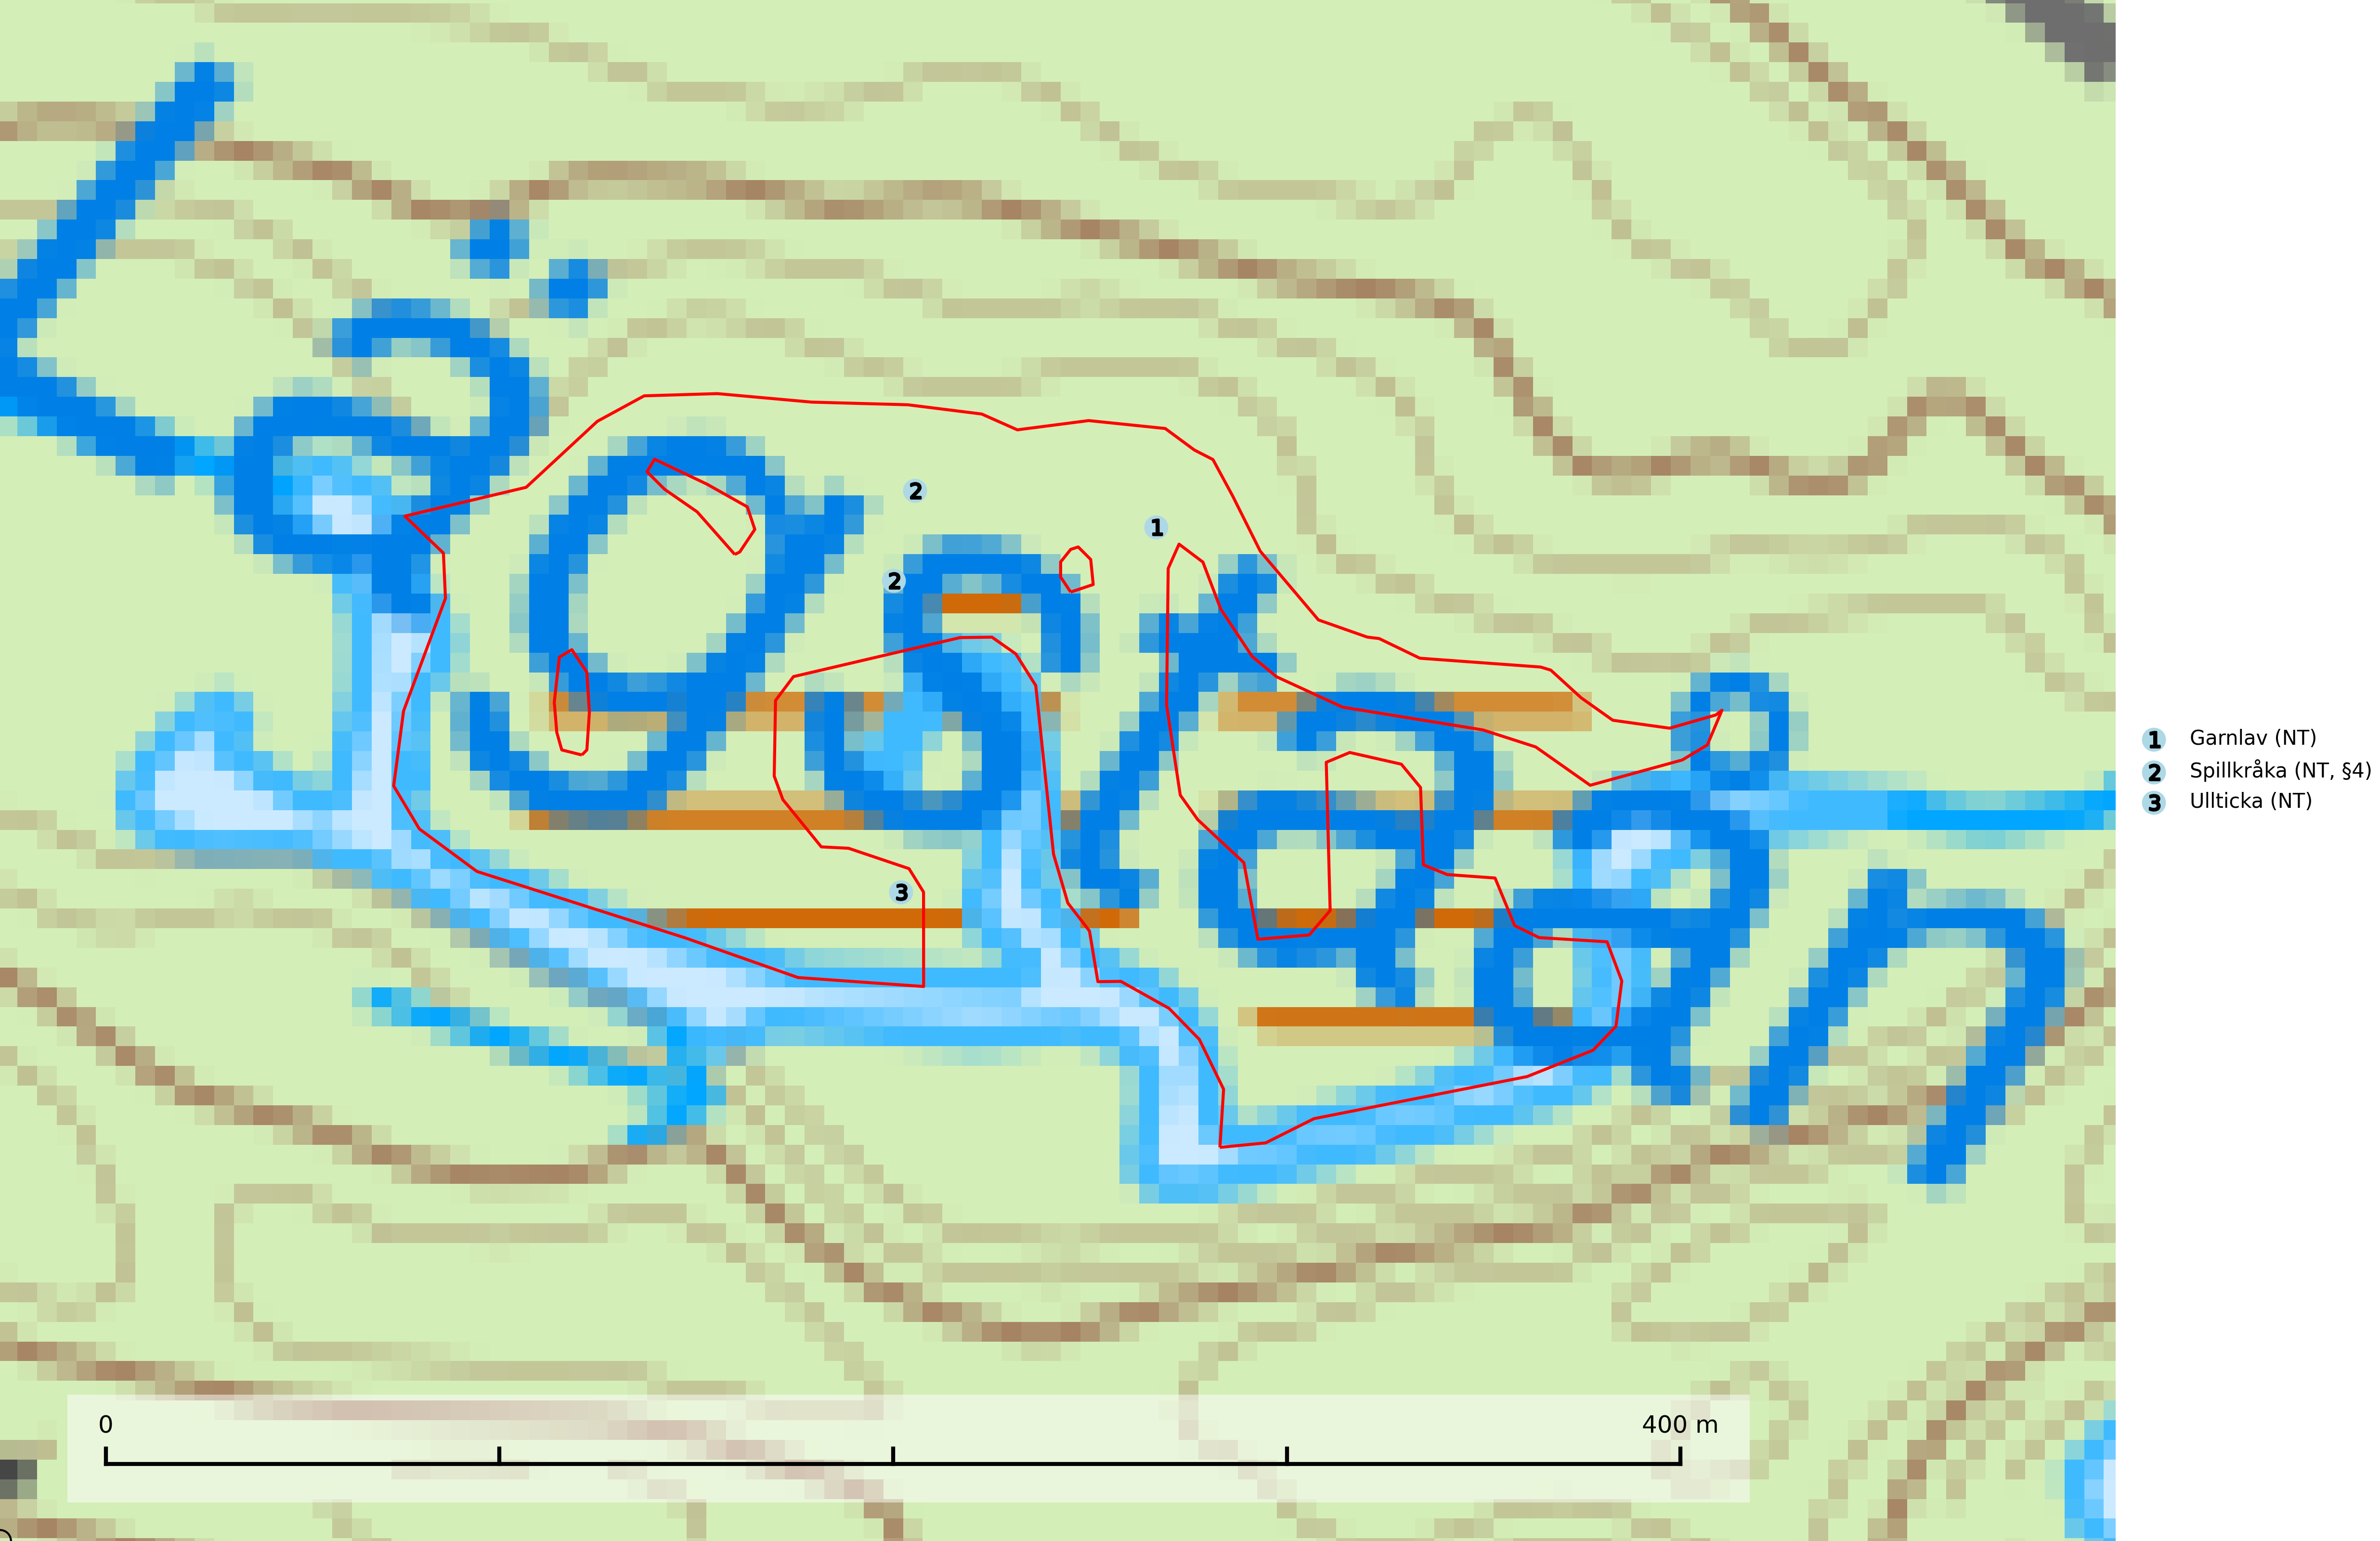 2
1
2
3
1 Garnlav (NT)
2 Spillkråka (NT, §4)
3 Ullticka (NT)
0 400 m